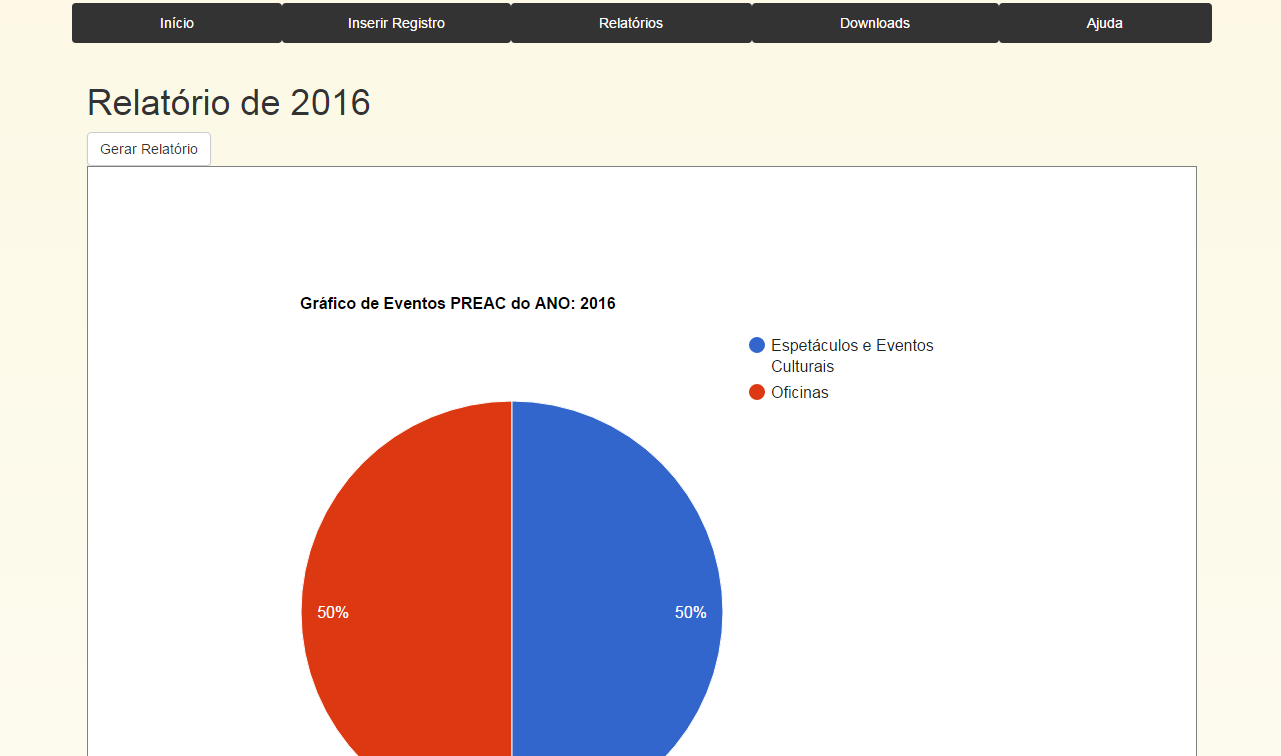 Início
Inserir Registro
Relatórios
Downloads
Ajuda
Relatório de 2016
Gerar Relatório
Gráfico de Eventos PREAC do ANO: 2016
Espetáculos e Eventos
Culturais
Oficinas
50%
50%